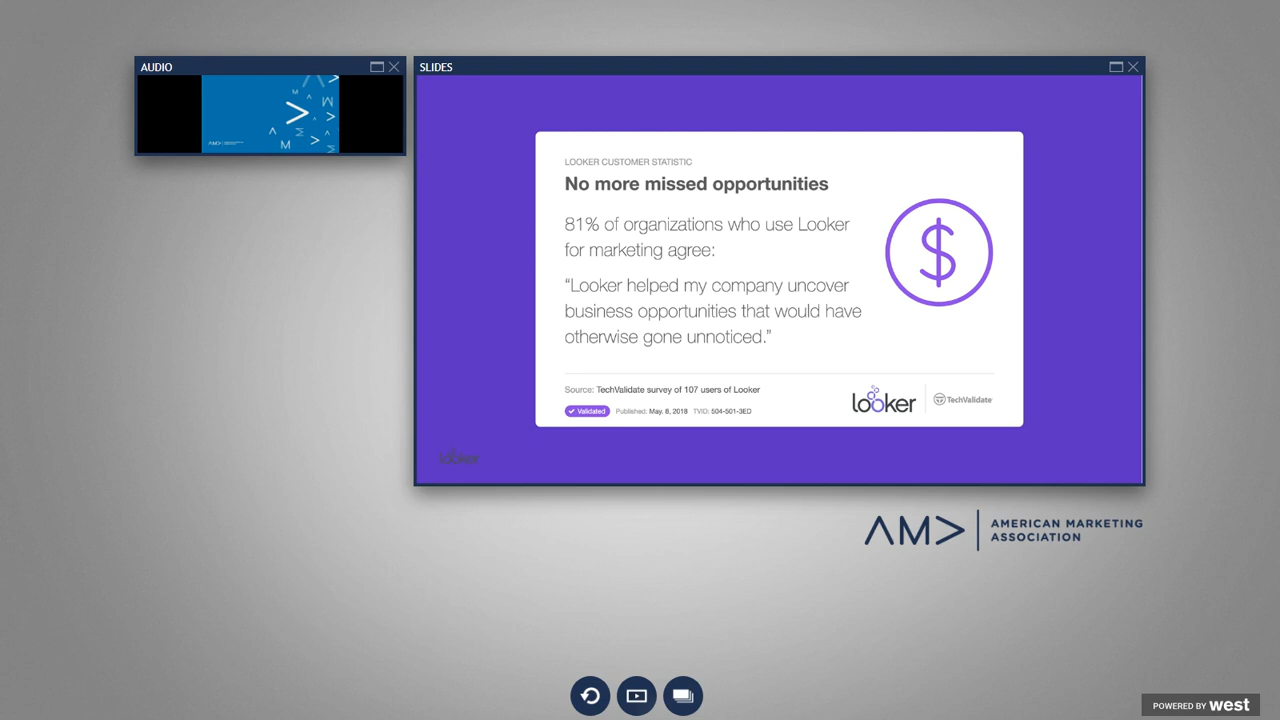 AUDIO
SLIDES
LOOKER CUSTOMER STATISTIC
No more missed opportunities
81% of organizations who use Looker
for marketing agree:
“Looker helped my company uncover
business opportunities that would have
otherwise gone unnoticed.”
$
Source: TechValidate survey of 107 users of Looker
Validated Published: May. 8, 2018 TVID: 504-501-3ED
looker TechValidate
looker
AMA AMERICAN MARKETING
ASSOCIATION
POWERED BY west